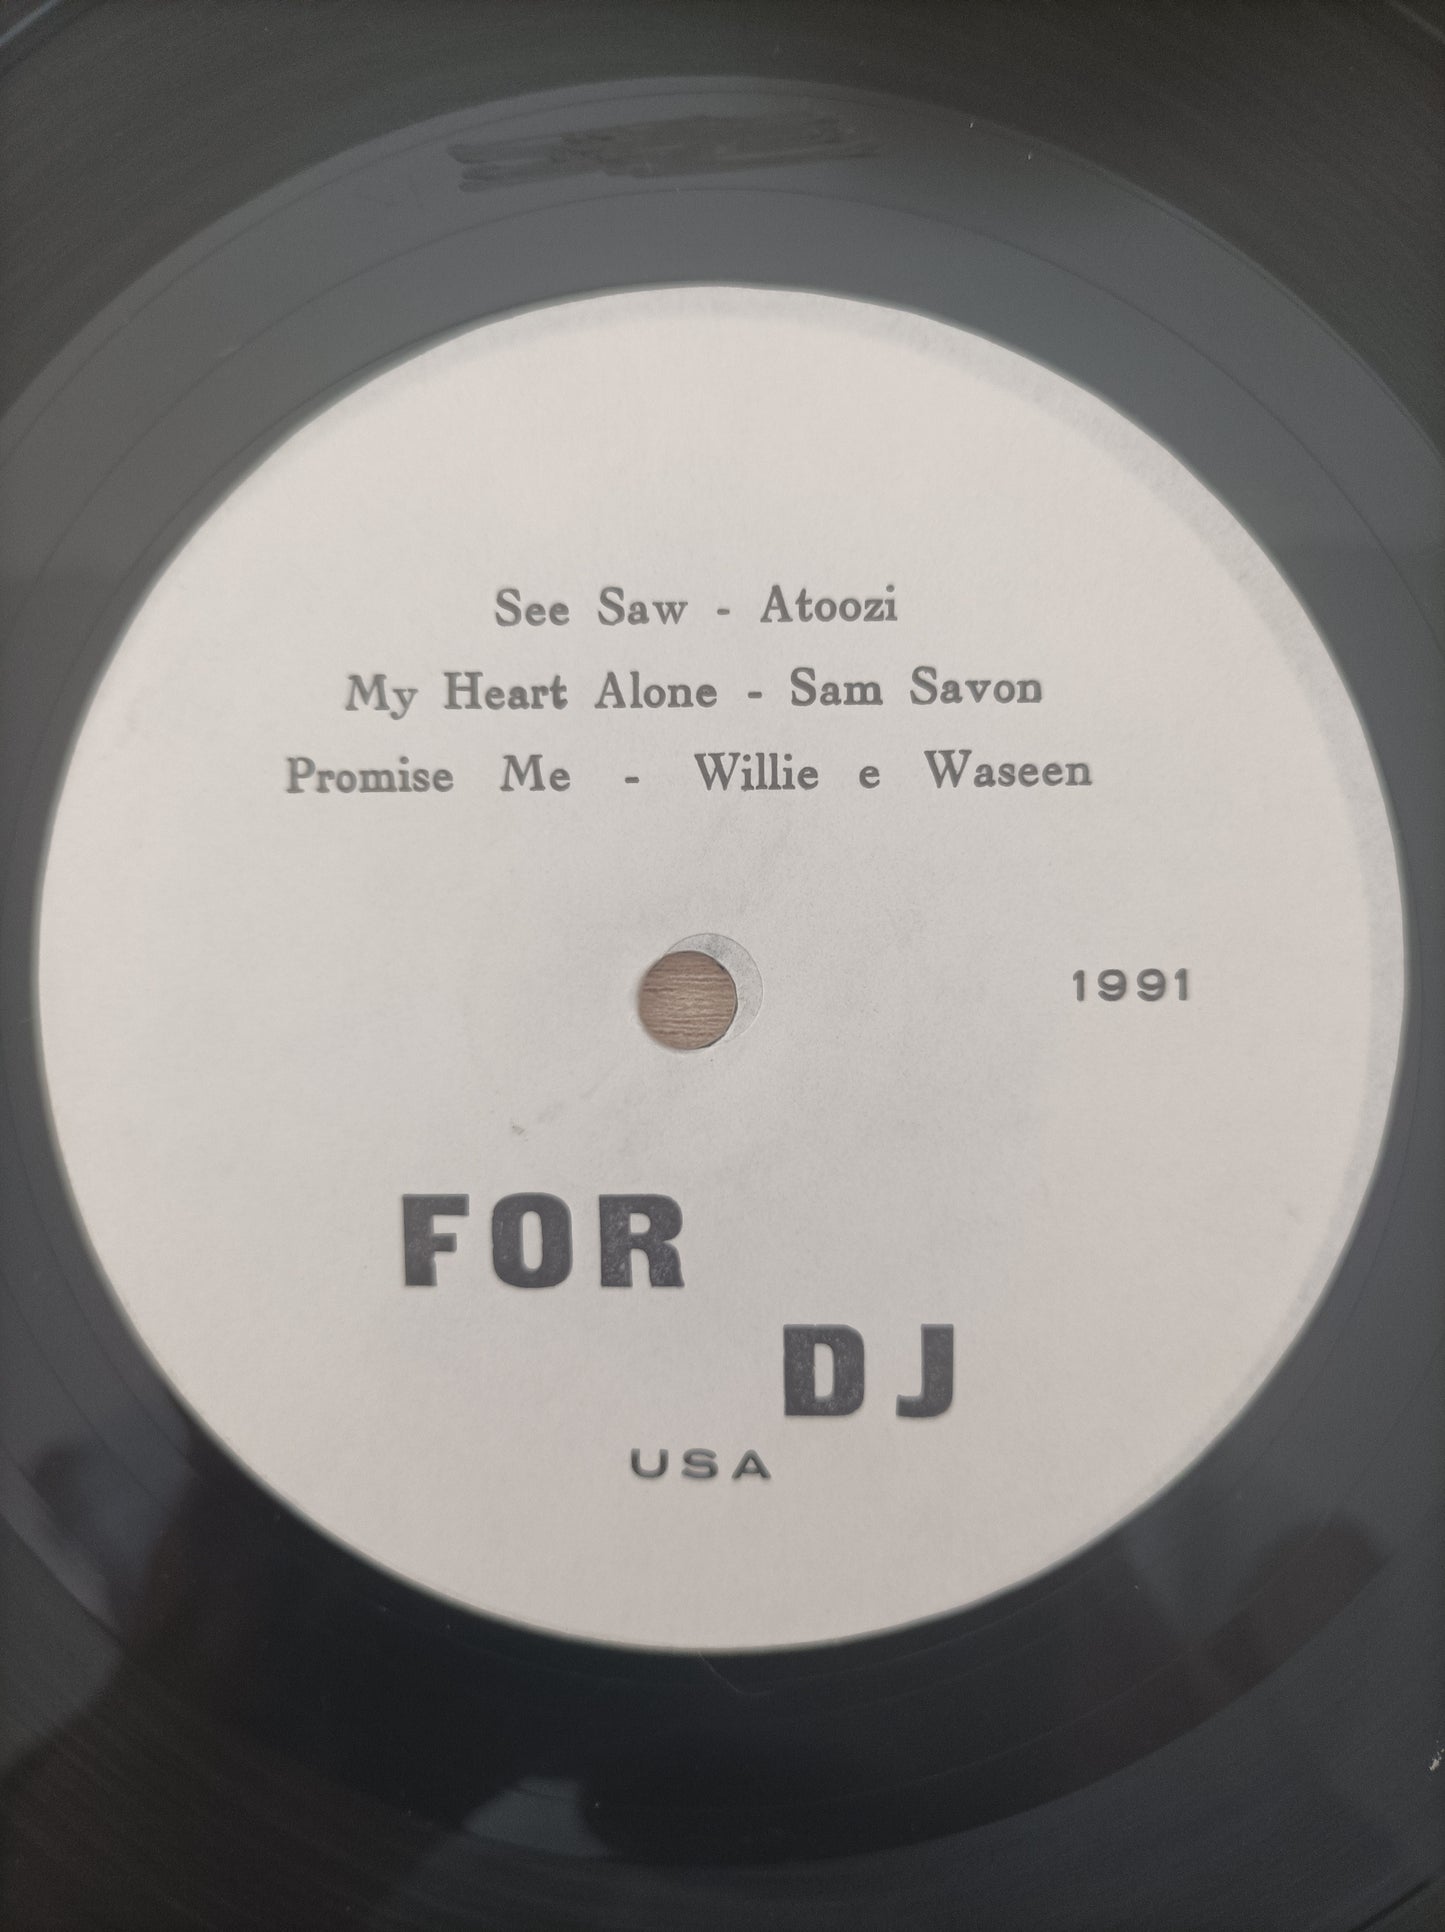 See Saw - Atoozi
My Heart Alone - Sam Savon
Promise Me - Willie e Waseen
1991
FOR
DJ
USA